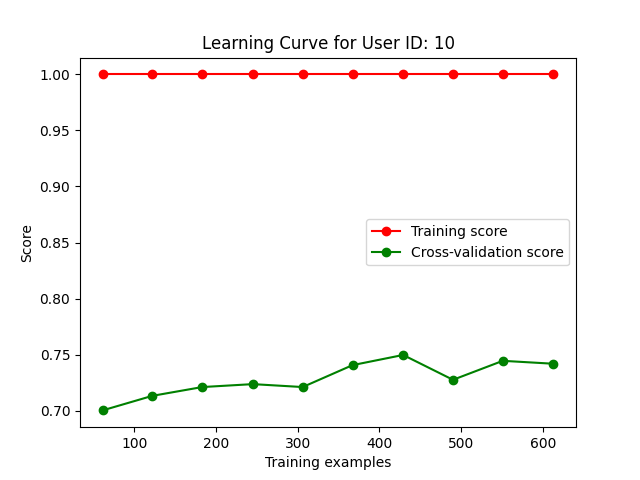 Learning Curve for User ID: 10
1.00
0.95
0.90
0.85
0.80
0.75
0.70
Score
Training score
Cross-validation score
100
200
300
400
500
600
Training examples